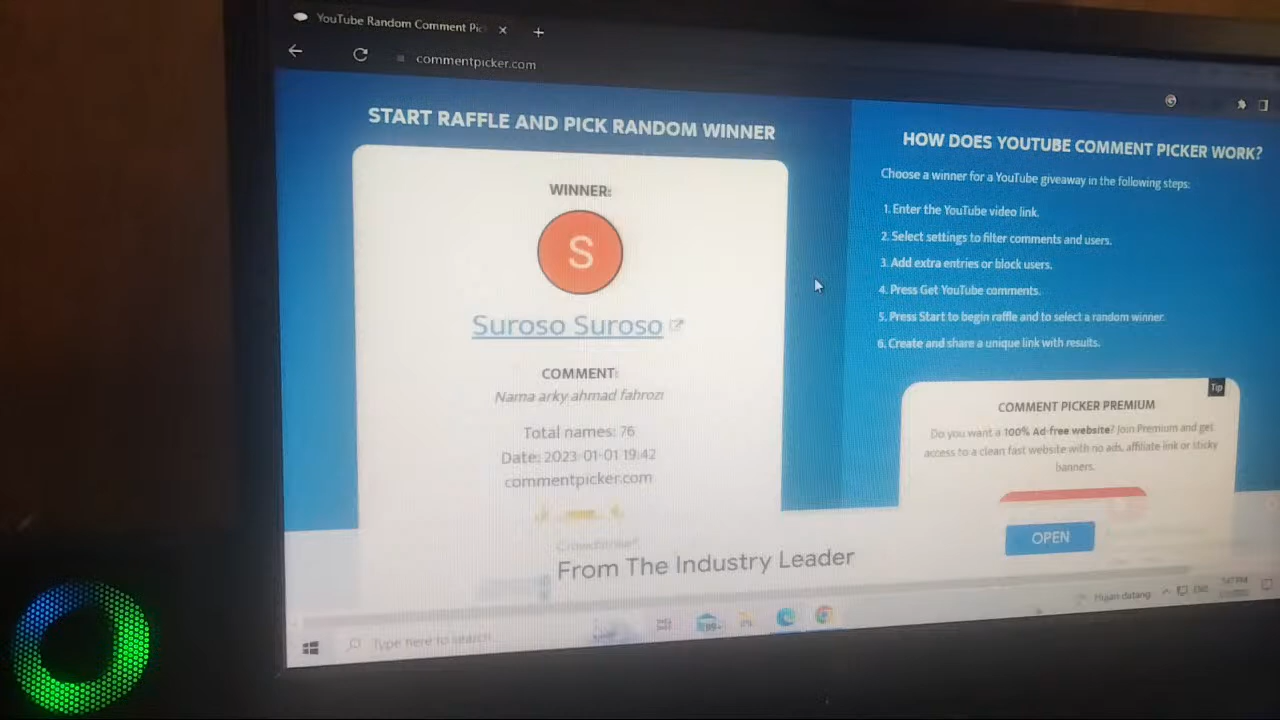 YouTube Random Comment Pic
commentpicker.com
START RAFFLE AND PICK RANDOM WINNER
WINNER:
S
Suroso Suroso
COMMENT:
Nama arky ahmad fahrozi
Total names: 76
Date: 2023-01-01 19:42
commentpicker.com
HOW DOES YOUTUBE COMMENT PICKER WORK?
Choose a winner for a YouTube giveaway in the following steps:
1. Enter the YouTube video link.
2. Select settings to filter comments and users.
3. Add extra entries or block users.
4. Press Get YouTube comments.
5. Press Start to begin raffle and to select a random winner.
6. Create and share a unique link with results.
Tip
COMMENT PICKER PREMIUM
Do you want a 100% Ad-free website? Join Premium and get
access to a clean fast website with no ads, affiliate link or sticky
banners.
From The Industry Leader
OPEN
Type here to search
Hujan datang
ENG